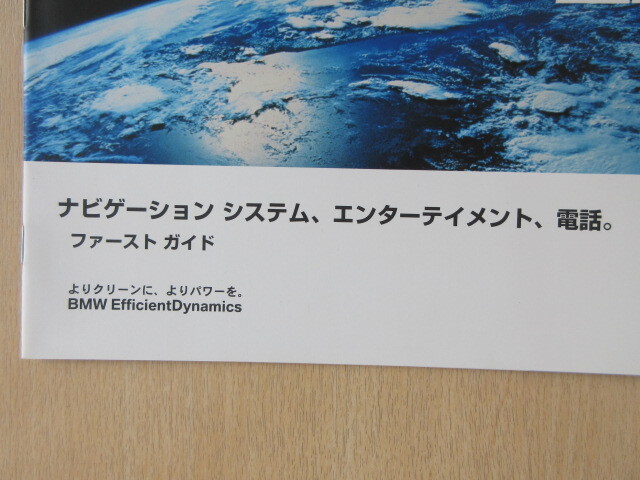 ナビゲーション システム、エンターテイメント、電話。
ファースト ガイド
よりクリーンに、よりパワーを。
BMW EfficientDynamics